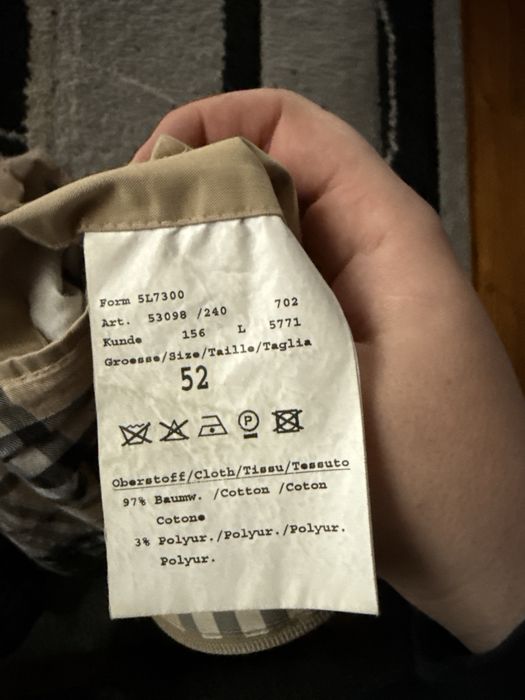 Form 5L7300
Art. 53098 /240 702
Kunde 156 L 5771
Groesse/Size/Taille/Taglia
52
P
Oberstoff/Cloth/Tissu/Tessuto
97% Baumw. /Cotton /Coton
Cotone
3% Polyur./Polyur./Polyur.
Polyur.